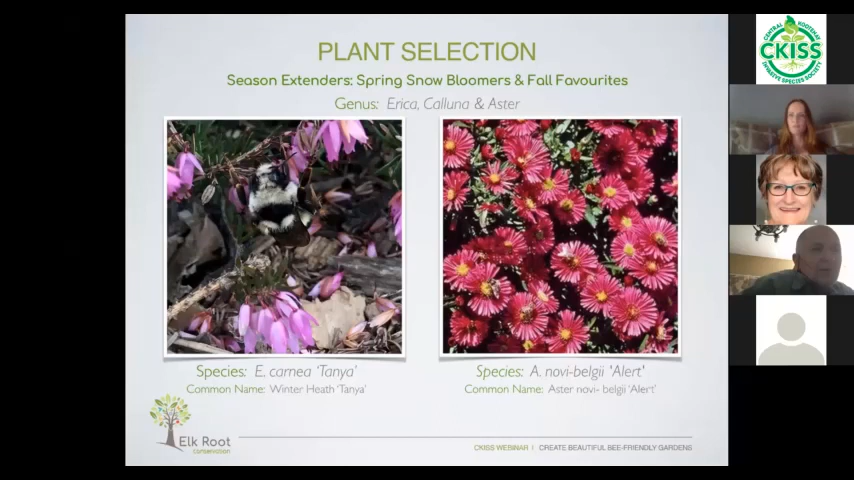 PLANT SELECTION
Season Extenders: Spring Snow Bloomers & Fall Favourites
Genus: Erica, Calluna & Aster
Species: E. carnea 'Tanya'
Common Name: Winter Heath 'Tanya'
Species: A. novi-belgii 'Alert'
Common Name: Aster novi- belgii 'Alert'
Elk Root
conservation
CKISS WEBINAR | CREATE BEAUTIFUL BEE-FRIENDLY GARDENS
CENTRAL KOOTENAY
CKISS
INVASIVE SPECIES SOCIETY